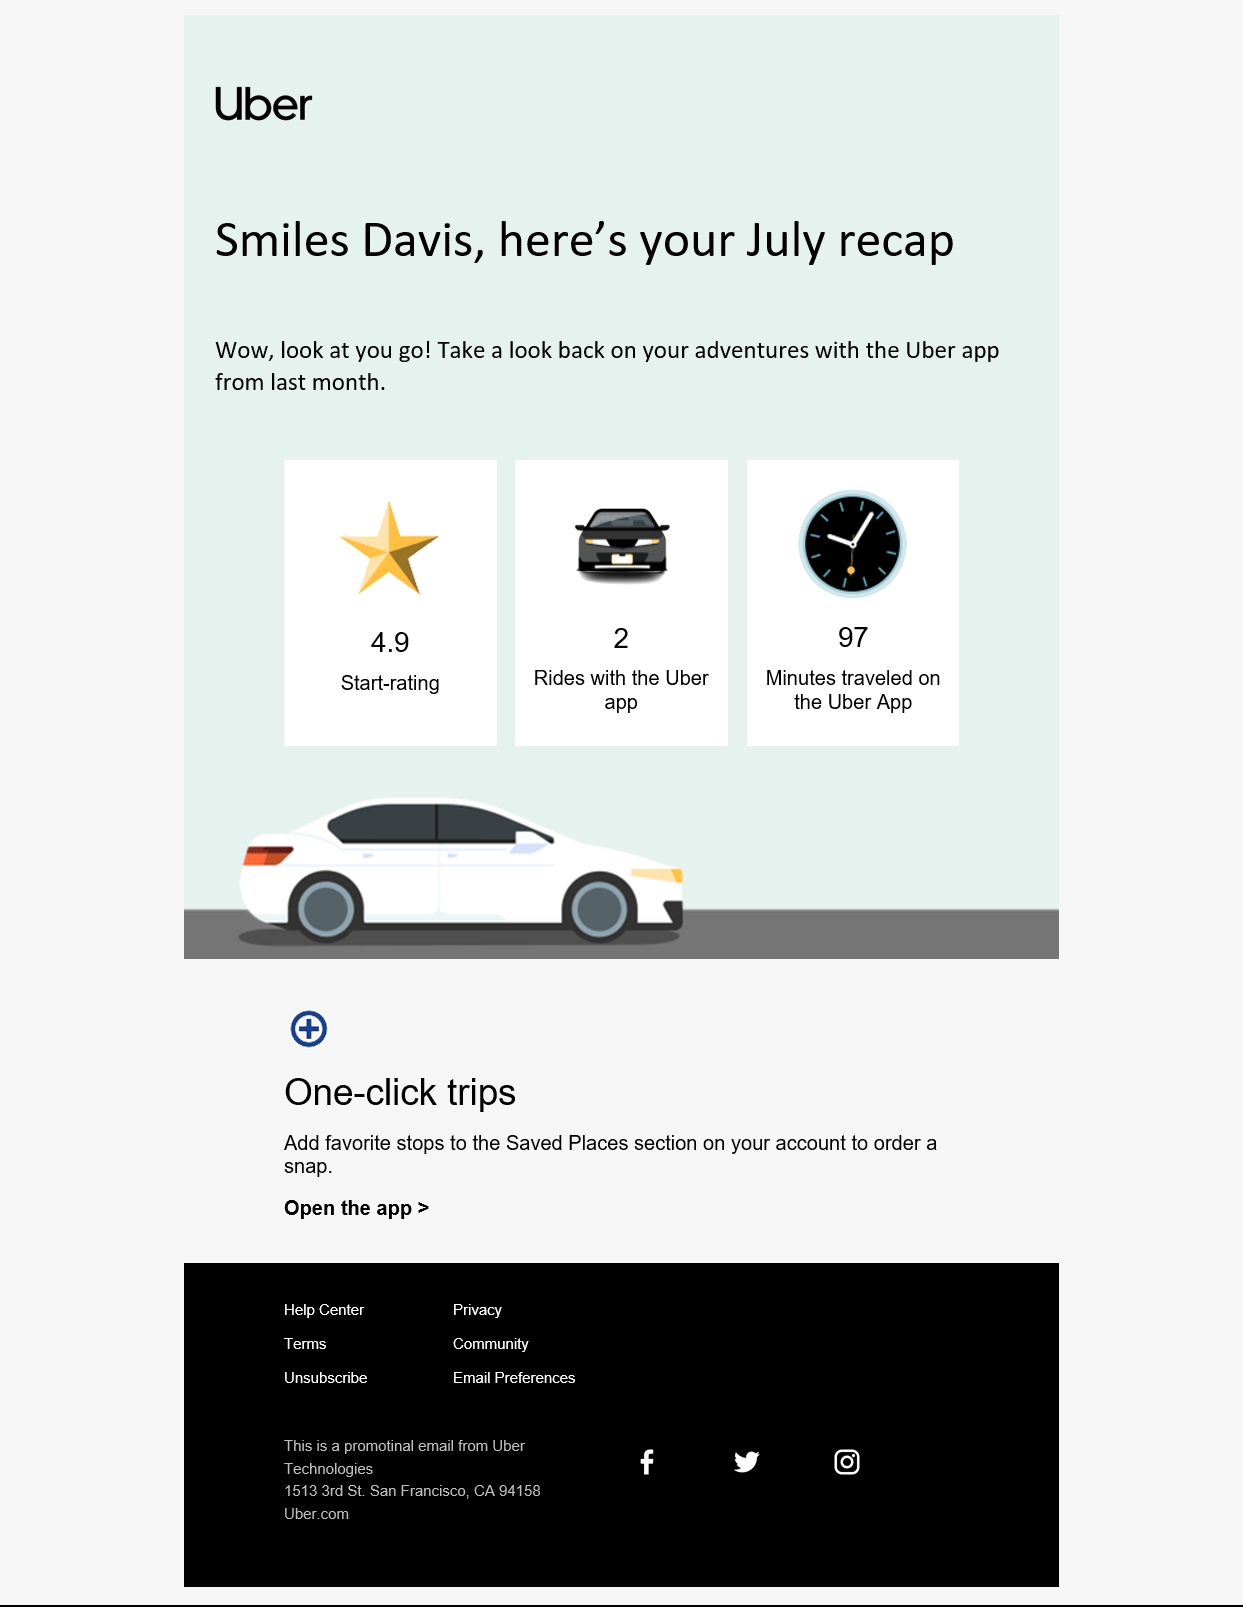 Uber
Smiles Davis, here’s your July recap
Wow, look at you go! Take a look back on your adventures with the Uber app
from last month.
4.9
Start-rating
2
Rides with the Uber
app
97
Minutes traveled on
the Uber App
One-click trips
Add favorite stops to the Saved Places section on your account to order a
snap.
Open the app >
Help Center
Privacy
Terms
Community
Unsubscribe
Email Preferences
This is a promotinal email from Uber
Technologies
1513 3rd St. San Francisco, CA 94158
Uber.com